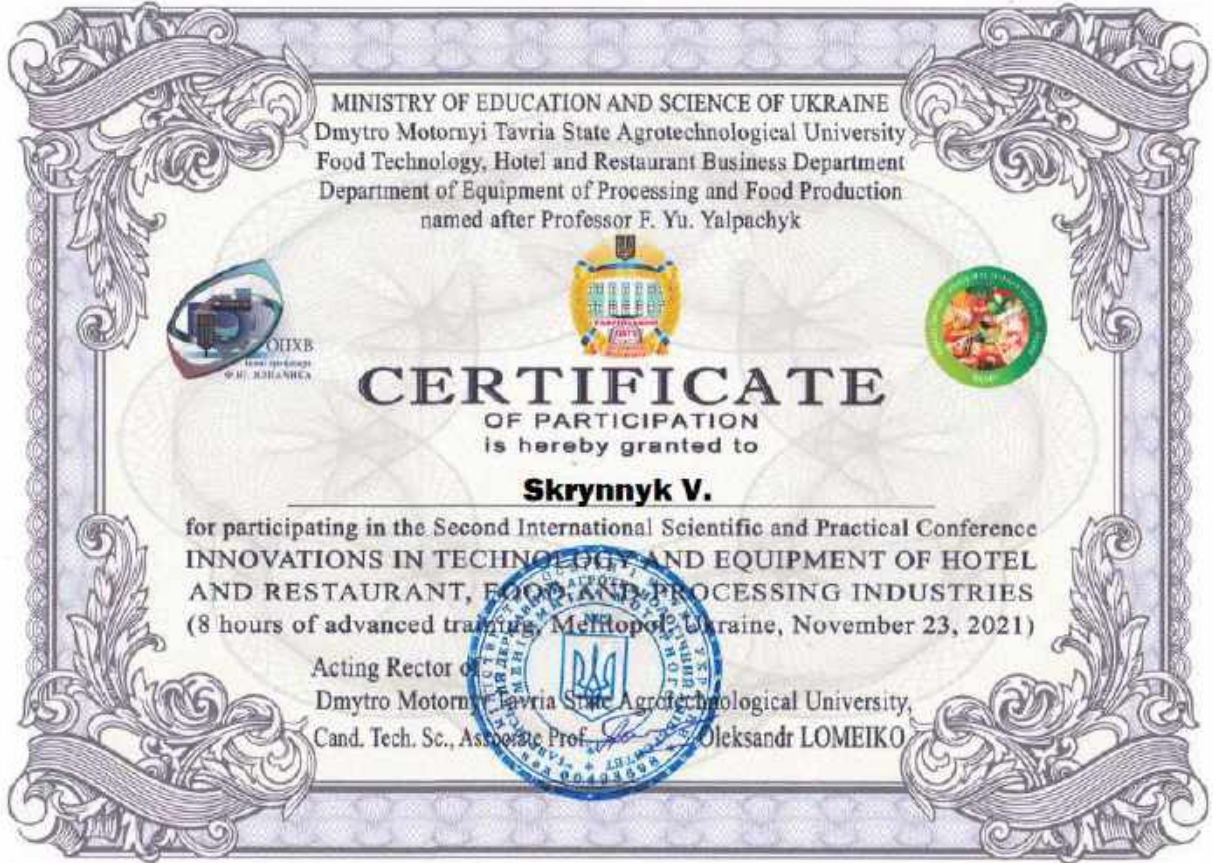 MINISTRY OF EDUCATION AND SCIENCE OF UKRAINE
Dmytro Motornyi Tavria State Agrotechnological University
Food Technology, Hotel and Restaurant Business Department
Department of Equipment of Processing and Food Production
named after Professor F. Yu. Yalpachyk
ОПХВ
CERTIFICATE
OF PARTICIPATION
is hereby granted to
Skrynnyk V.
for participating in the Second International Scientific and Practical Conference
INNOVATIONS IN TECHNOLOGY AND EQUIPMENT OF HOTEL
AND RESTAURANT, FOOD AND PROCESSING INDUSTRIES
(8 hours of advanced training, Melitopol, Ukraine, November 23, 2021)
Acting Rector of
Dmytro Motornyi Tavria State Agrotechnological University,
Cand. Tech. Sc., Associate Prof. Oleksandr LOMEIKO